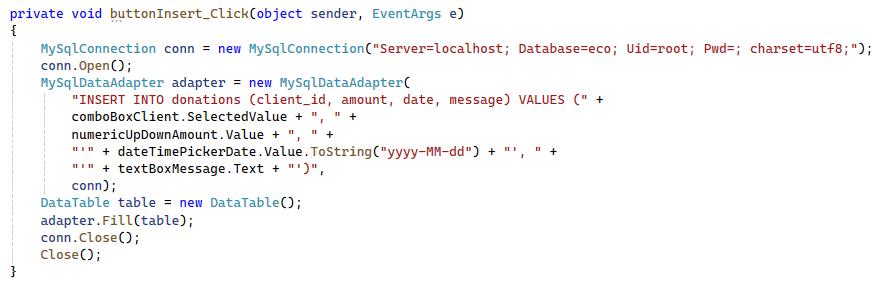 private void buttonInsert_Click(object sender, EventArgs e)
{
    MySqlConnection conn = new MySqlConnection("Server=localhost; Database=eco; Uid=root; Pwd=; charset=utf8;");
    conn.Open();
    MySqlDataAdapter adapter = new MySqlDataAdapter(
        "INSERT INTO donations (client_id, amount, date, message) VALUES (" +
        comboBoxClient.SelectedValue + ", " +
        numericUpDownAmount.Value + ", " +
        "'" + dateTimePickerDate.Value.ToString("yyyy-MM-dd") + "', " +
        "'" + textBoxMessage.Text + "')",
        conn);
    DataTable table = new DataTable();
    adapter.Fill(table);
    conn.Close();
    Close();
}